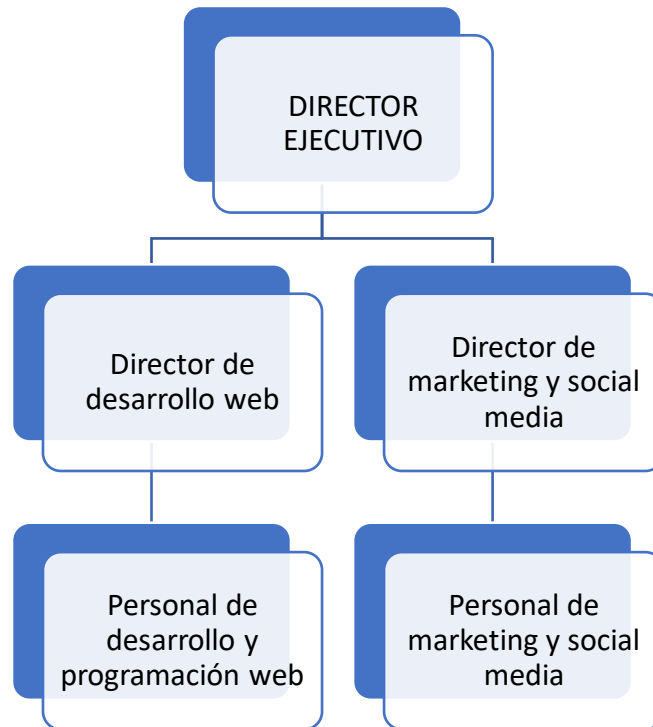 DIRECTOR
EJECUTIVO
Director de
desarrollo web
Director de
marketing y social
media
Personal de
desarrollo y
programación web
Personal de
marketing y social
media